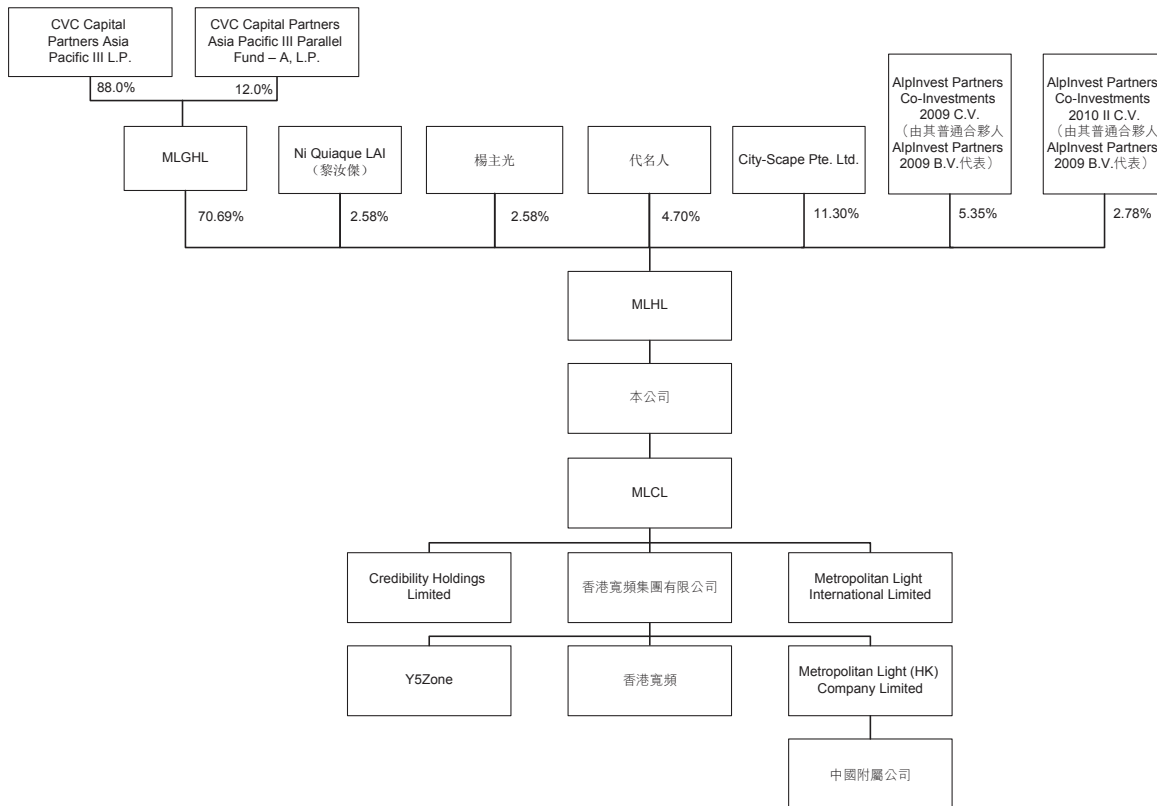 CVC Capital
Partners Asia
Pacific III L.P.
CVC Capital Partners
Asia Pacific III Parallel
Fund – A, L.P.
88.0%
12.0%
MLGHL
Ni Quiaque LAI
（黎汝傑）
楊主光
代名人
City-Scape Pte. Ltd.
AlpInvest Partners
Co-Investments
2009 C.V.
（由其普通合夥人
AlpInvest Partners
2009 B.V.代表）
AlpInvest Partners
Co-Investments
2010 II C.V.
（由其普通合夥人
AlpInvest Partners
2009 B.V.代表）
70.69%
2.58%
2.58%
4.70%
11.30%
5.35%
2.78%
MLHL
本公司
MLCL
Credibility Holdings
Limited
香港寬頻集團有限公司
Metropolitan Light
International Limited
Y5Zone
香港寬頻
Metropolitan Light (HK)
Company Limited
中國附屬公司